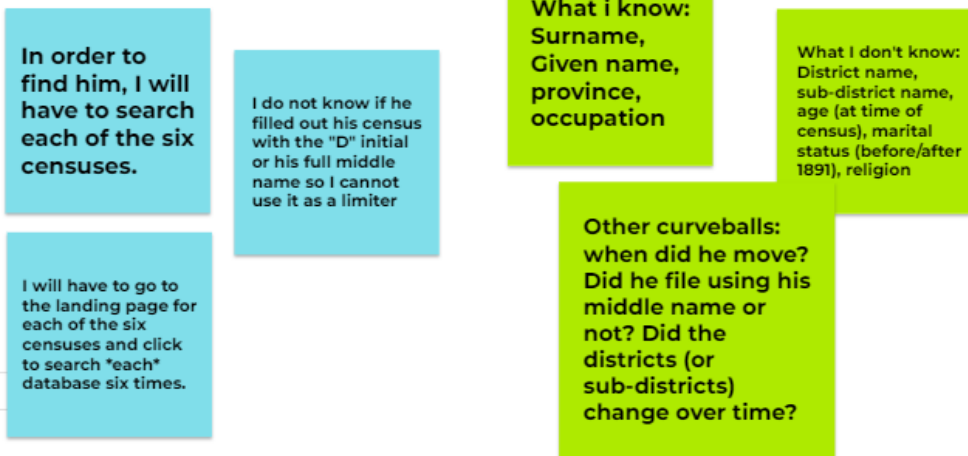 In order to
find him, I will
have to search
each of the six
censuses.
I do not know if he
filled out his census
with the "D" initial
or his full middle
name so I cannot
use it as a limiter
I will have to go to
the landing page for
each of the six
censuses and click
to search *each*
database six times.
What i know:
Surname,
Given name,
province,
occupation
What I don't know:
District name,
sub-district name,
age (at time of
census), marital
status (before/after
1891), religion
Other curveballs:
when did he move?
Did he file using his
middle name or
not? Did the
districts (or
sub-districts)
change over time?